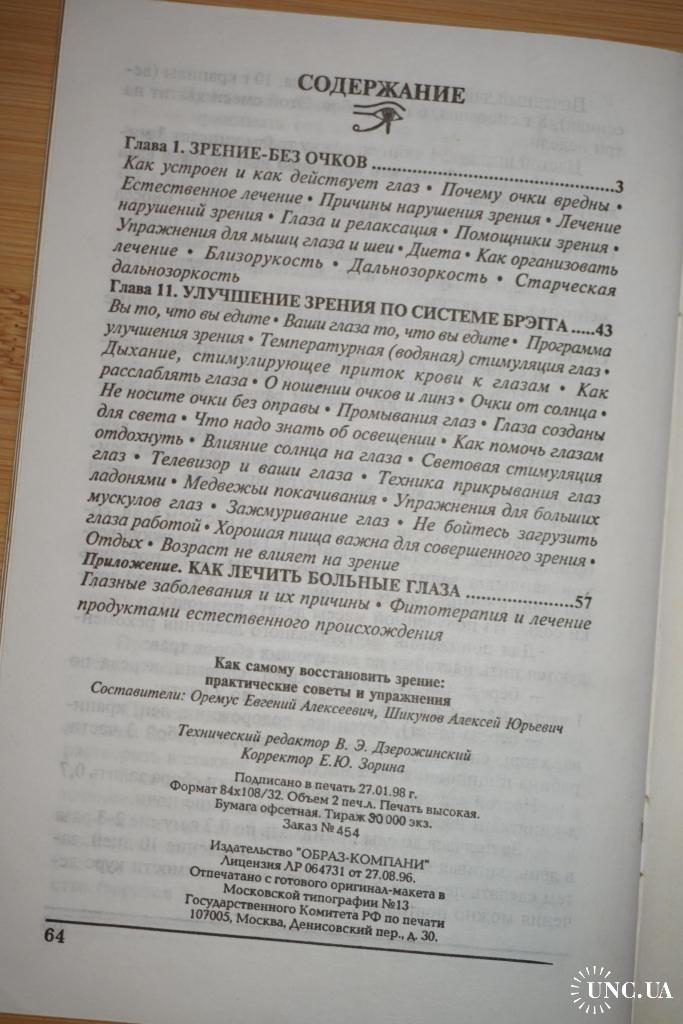 СОДЕРЖАНИЕ
Глава 1. ЗРЕНИЕ-БЕЗ ОЧКОВ ........................................3
Как устроен и как действует глаз • Почему очки вредны •
Естественное лечение • Причины нарушения зрения • Лечение
нарушений зрения • Глаза и релаксация • Помощники зрения •
Упражнения для мышц глаза и шеи • Диета • Как организовать
лечение • Близорукость • Дальнозоркость • Старческая
дальнозоркость
Глава 11. УЛУЧШЕНИЕ ЗРЕНИЯ ПО СИСТЕМЕ БРЭГГА .....43
Вы то, что вы едите • Ваши глаза то, что вы едите • Программа
улучшения зрения • Температурная (водяная) стимуляция глаз •
Дыхание, стимулирующее приток крови к глазам • Как
расслаблять глаза • О ношении очков и линз • Очки от солнца •
Не носите очки без оправы • Промывания глаз • Глаза созданы
для света • Что надо знать об освещении • Как помочь глазам
отдохнуть • Влияние солнца на глаза • Световая стимуляция
глаз • Телевизор и ваши глаза • Техника прикрывания глаз
ладонями • Медвежьи покачивания • Упражнения для больших
мускулов глаз • Зажмуривание глаз • Не бойтесь загрузить
глаза работой • Хорошая пища важна для совершенного зрения •
Отдых • Возраст не влияет на зрение
Приложение. КАК ЛЕЧИТЬ БОЛЬНЫЕ ГЛАЗА ..................57
Глазные заболевания и их причины • Фитотерапия и лечение
продуктами естественного происхождения
Как самому восстановить зрение:
практические советы и упражнения
Составители: Оремус Евгений Алексеевич, Шикунов Алексей Юрьевич
Технический редактор В. Э. Дзерожинский
Корректор Е.Ю. Зорина
Подписано в печать 27.01.98 г.
Формат 84х108/32. Объем 2 печ.л. Печать высокая.
Бумага офсетная. Тираж 30 000 экз.
Заказ № 454
Издательство "ОБРАЗ-КОМПАНИ"
Лицензия ЛР 064731 от 27.08.96.
Отпечатано с готового оригинал-макета в
Московской типографии №13
Государственного Комитета РФ по печати
107005, Москва, Денисовский пер., д. 30.
64
UNC.UA